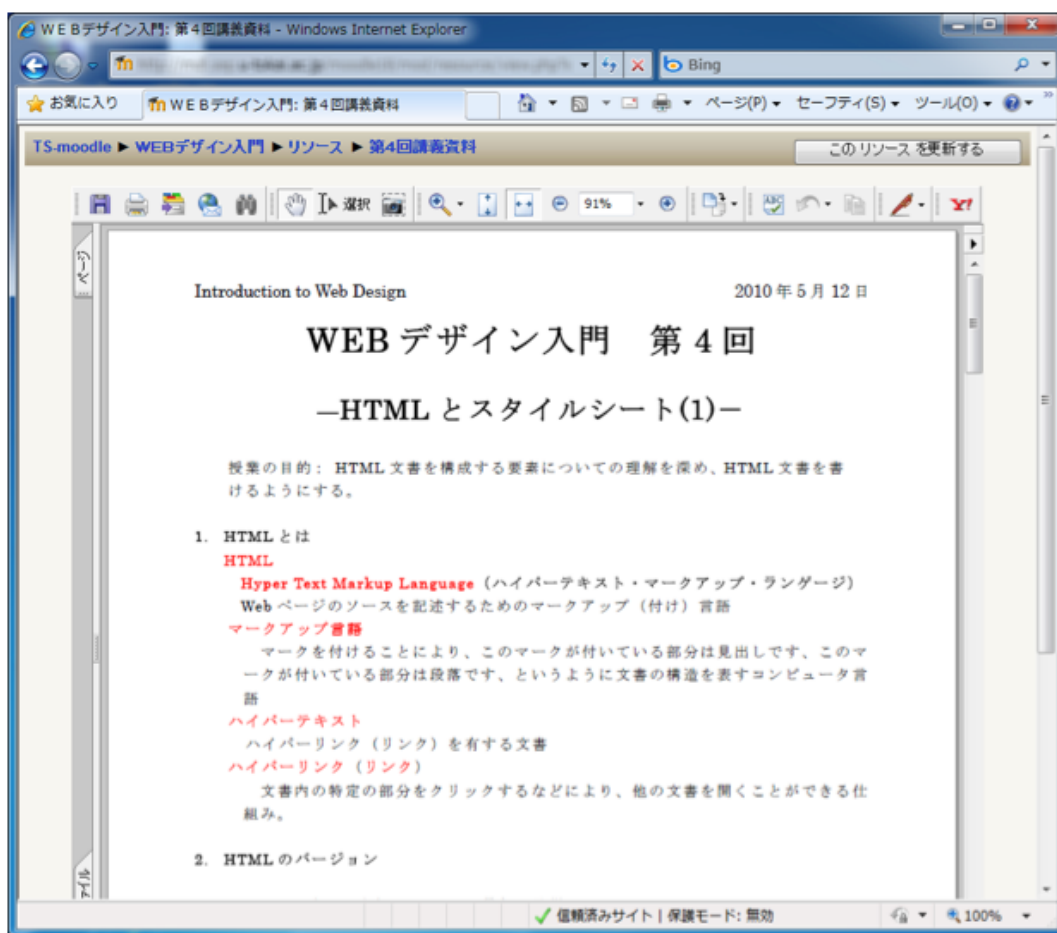 ＷＥＢデザイン入門: 第４回講義資料 - Windows Internet Explorer
Bing
お気に入り
ＷＥＢデザイン入門: 第４回講義資料
ページ(P)
セーフティ(S)
ツール(O)
TS-moodle ► WEBデザイン入門 ► リソース ► 第4回講義資料
このリソース を更新する
選択
91%
ページ
Introduction to Web Design
2010 年 5 月 12 日
WEB デザイン入門　第 4 回
―HTML とスタイルシート(1)－
授業の目的： HTML 文書を構成する要素についての理解を深め、HTML 文書を書
けるようにする。
1. HTML とは
HTML
Hyper Text Markup Language（ハイパーテキスト・マークアップ・ランゲージ）
Web ページのソースを記述するためのマークアップ（付け）言語
マークアップ言語
マークを付けることにより、このマークが付いている部分は見出しです、このマ
ークが付いている部分は段落です、というように文書の構造を表すコンピュータ言
語
ハイパーテキスト
ハイパーリンク（リンク）を有する文書
ハイパーリンク（リンク）
文書内の特定の部分をクリックするなどにより、他の文書を開くことができる仕
組み。
2. HTML のバージョン
信頼済みサイト | 保護モード: 無効
100%